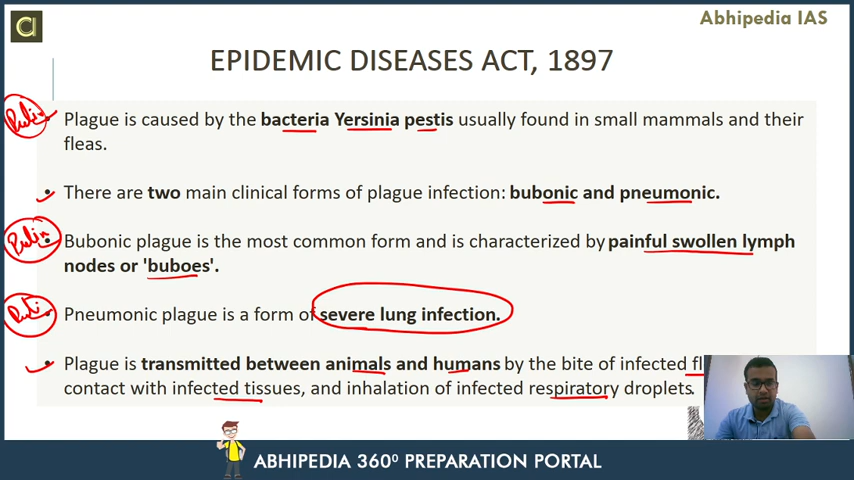 Abhipedia IAS
EPIDEMIC DISEASES ACT, 1897
• Plague is caused by the bacteria Yersinia pestis usually found in small mammals and their
fleas.
• There are two main clinical forms of plague infection: bubonic and pneumonic.
• Bubonic plague is the most common form and is characterized by painful swollen lymph
nodes or 'buboes'.
• Pneumonic plague is a form of severe lung infection.
• Plague is transmitted between animals and humans by the bite of infected
contact with infected tissues, and inhalation of infected respiratory droplets.
ABHIPEDIA 360⁰ PREPARATION PORTAL